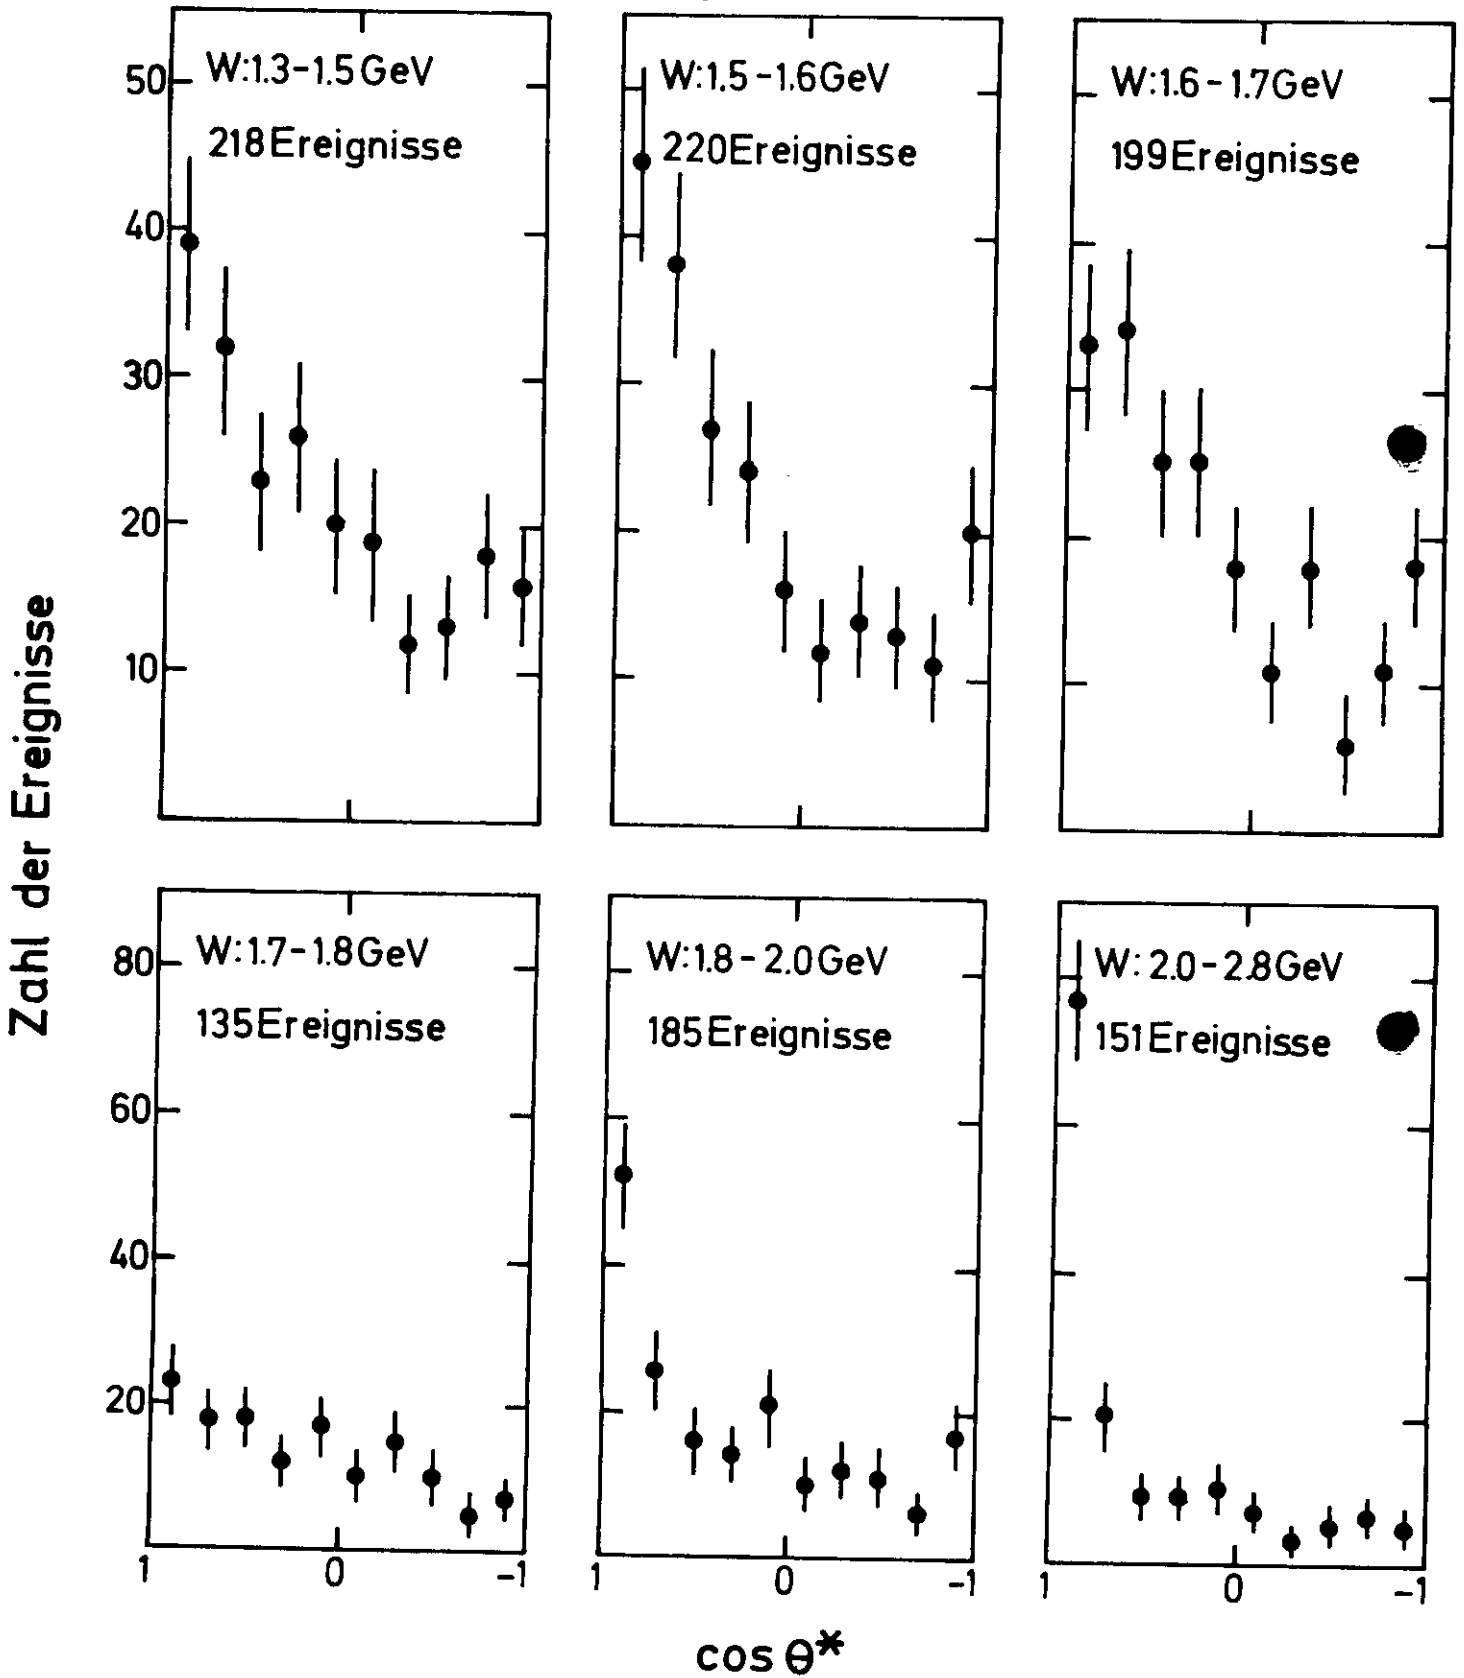 Zahl der Ereignisse
50
40
30
20
10
W:1.3-1.5GeV
218Ereignisse
W:1.5-1.6GeV
220Ereignisse
W:1.6-1.7GeV
199Ereignisse
80
60
40
20
W:1.7-1.8GeV
135Ereignisse
W:1.8-2.0GeV
185Ereignisse
W:2.0-2.8GeV
151Ereignisse
1 0 -1
1 0 -1
1 0 -1
cos θ*